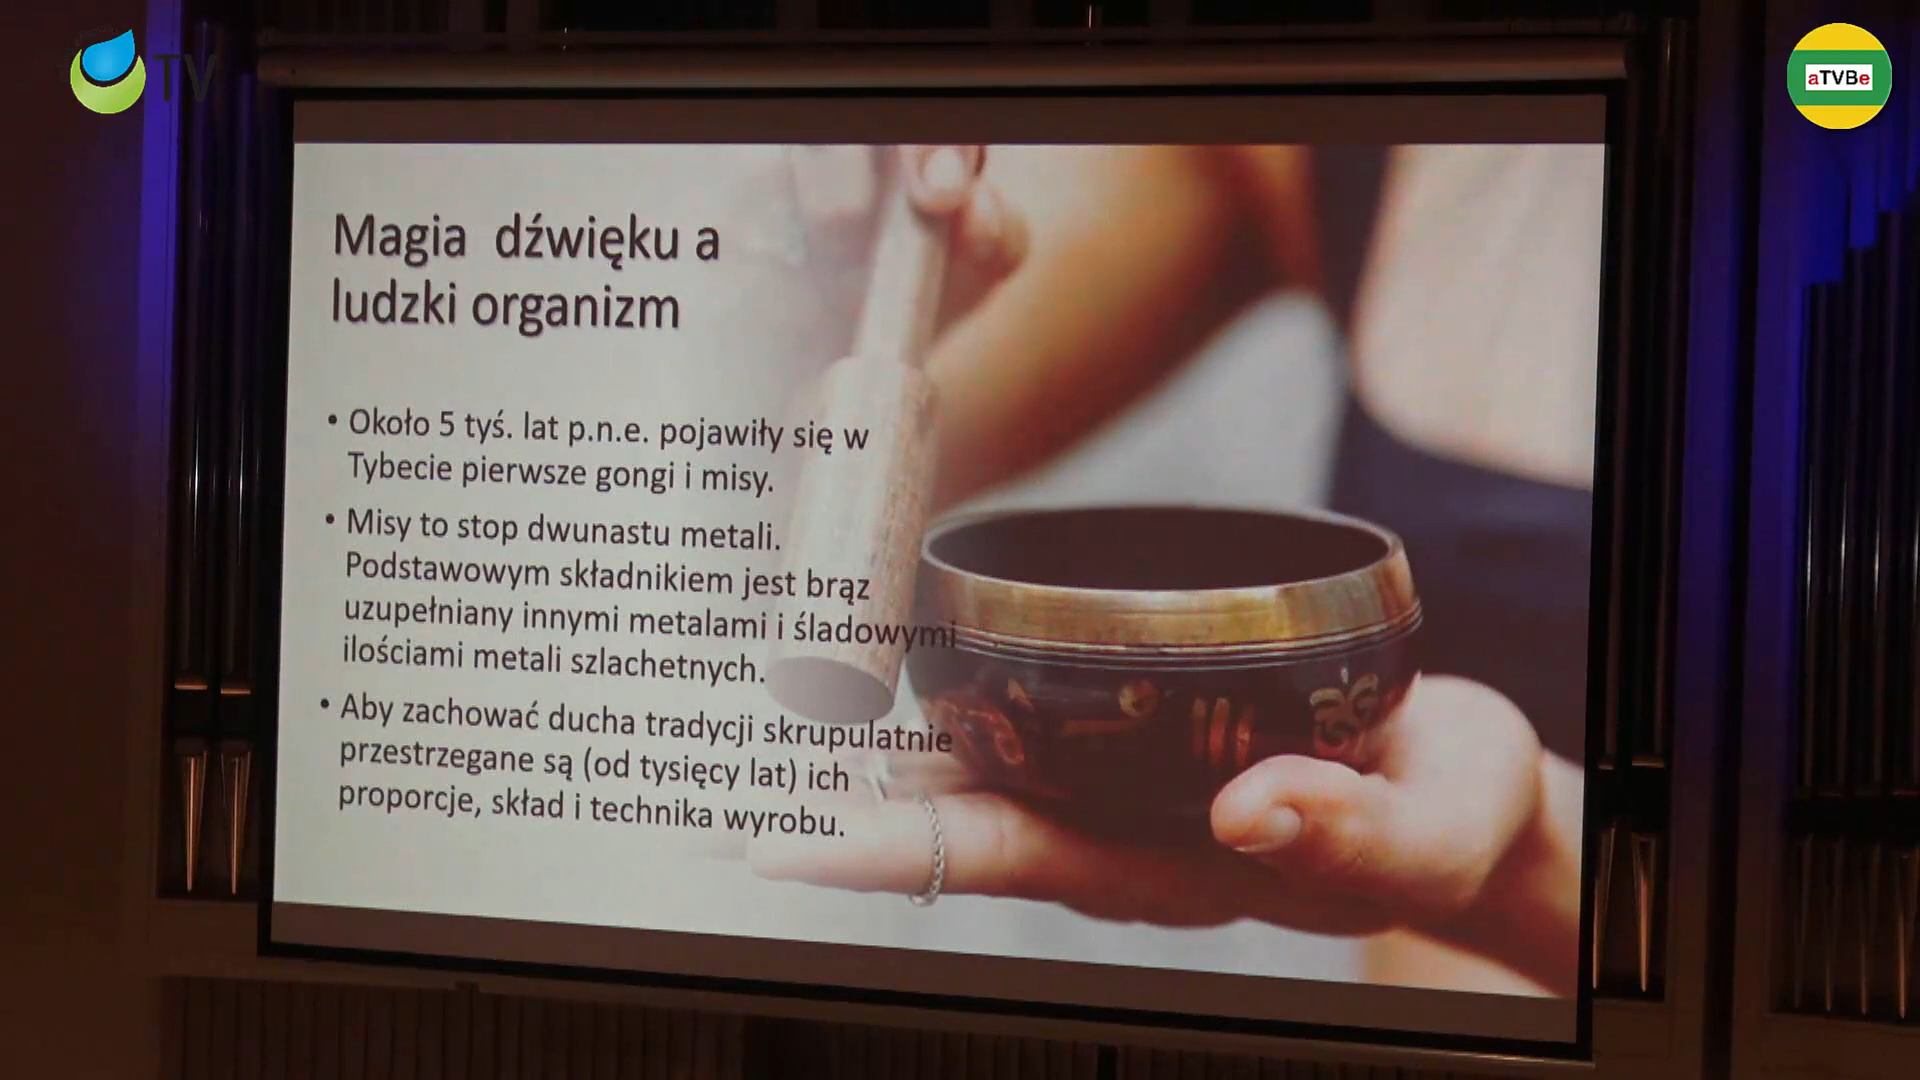 TV
aTVBe
Magia dźwięku a
ludzki organizm
• Około 5 tyś. lat p.n.e. pojawiły się w
Tybecie pierwsze gongi i misy.
• Misy to stop dwunastu metali.
Podstawowym składnikiem jest brąz
uzupełniany innymi metalami i śladowymi
ilościami metali szlachetnych.
• Aby zachować ducha tradycji skrupulatnie
przestrzegane są (od tysięcy lat) ich
proporcje, skład i technika wyrobu.